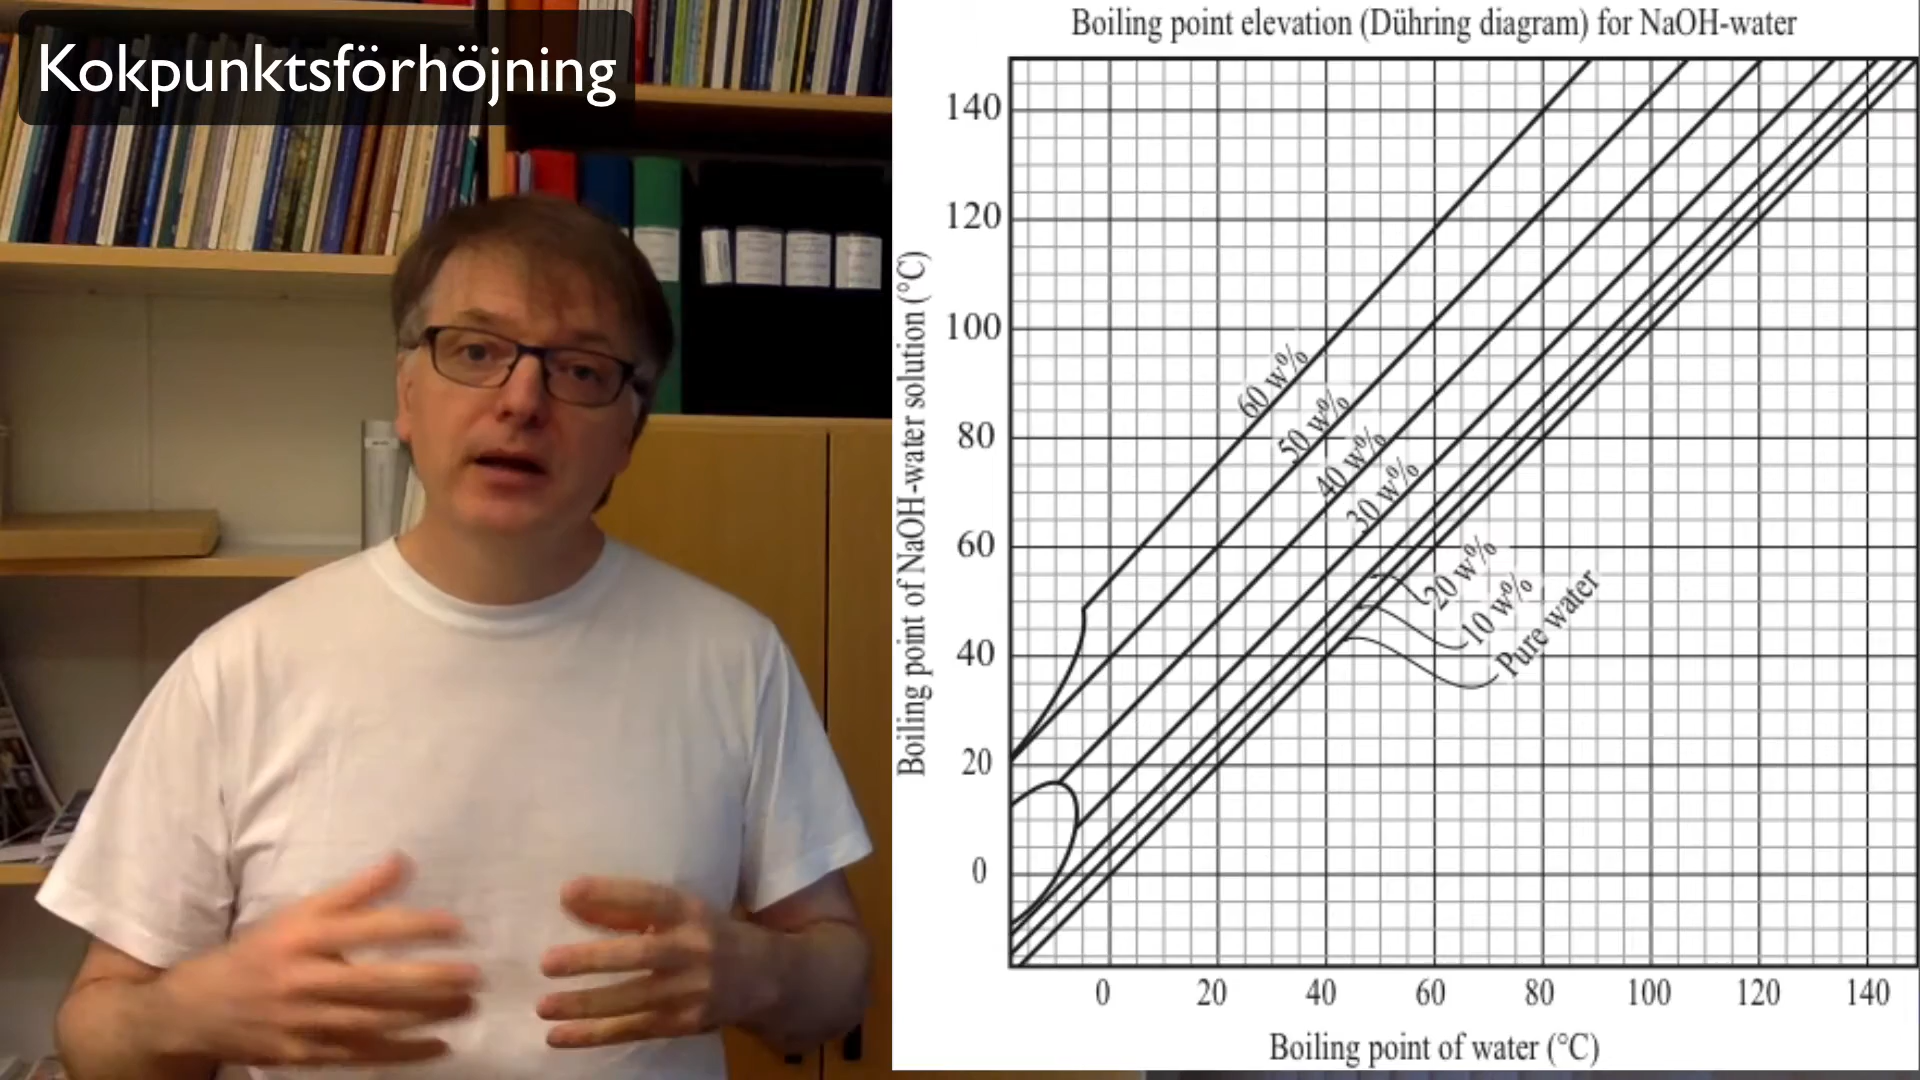 Kokpunktsförhöjning
Boiling point elevation (Dühring diagram) for NaOH-water
Boiling point of NaOH-water solution (°C)
140
120
100
80
60
40
20
0
60 w%
50 w%
40 w%
30 w%
20 w%
10 w%
Pure water
0 20 40 60 80 100 120 140
Boiling point of water (°C)